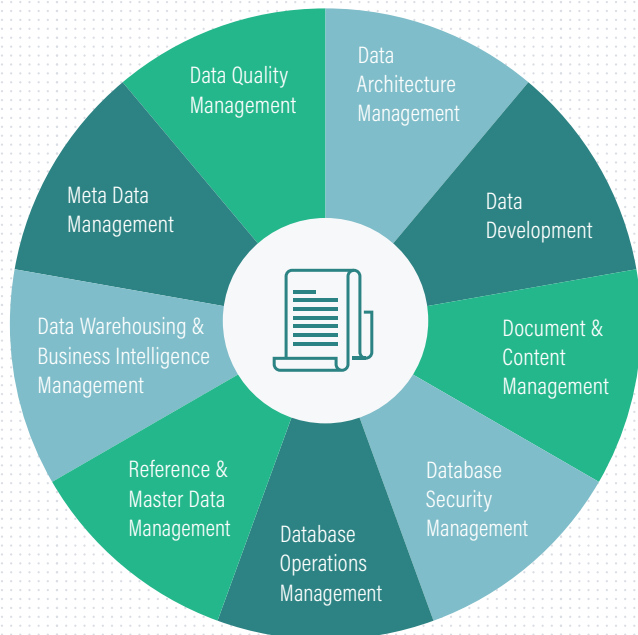 Data
Architecture
Management
Data
Development
Document &
Content
Management
Database
Security
Management
Database
Operations
Management
Reference &
Master Data
Management
Data Warehousing &
Business Intelligence
Management
Meta Data
Management
Data Quality
Management